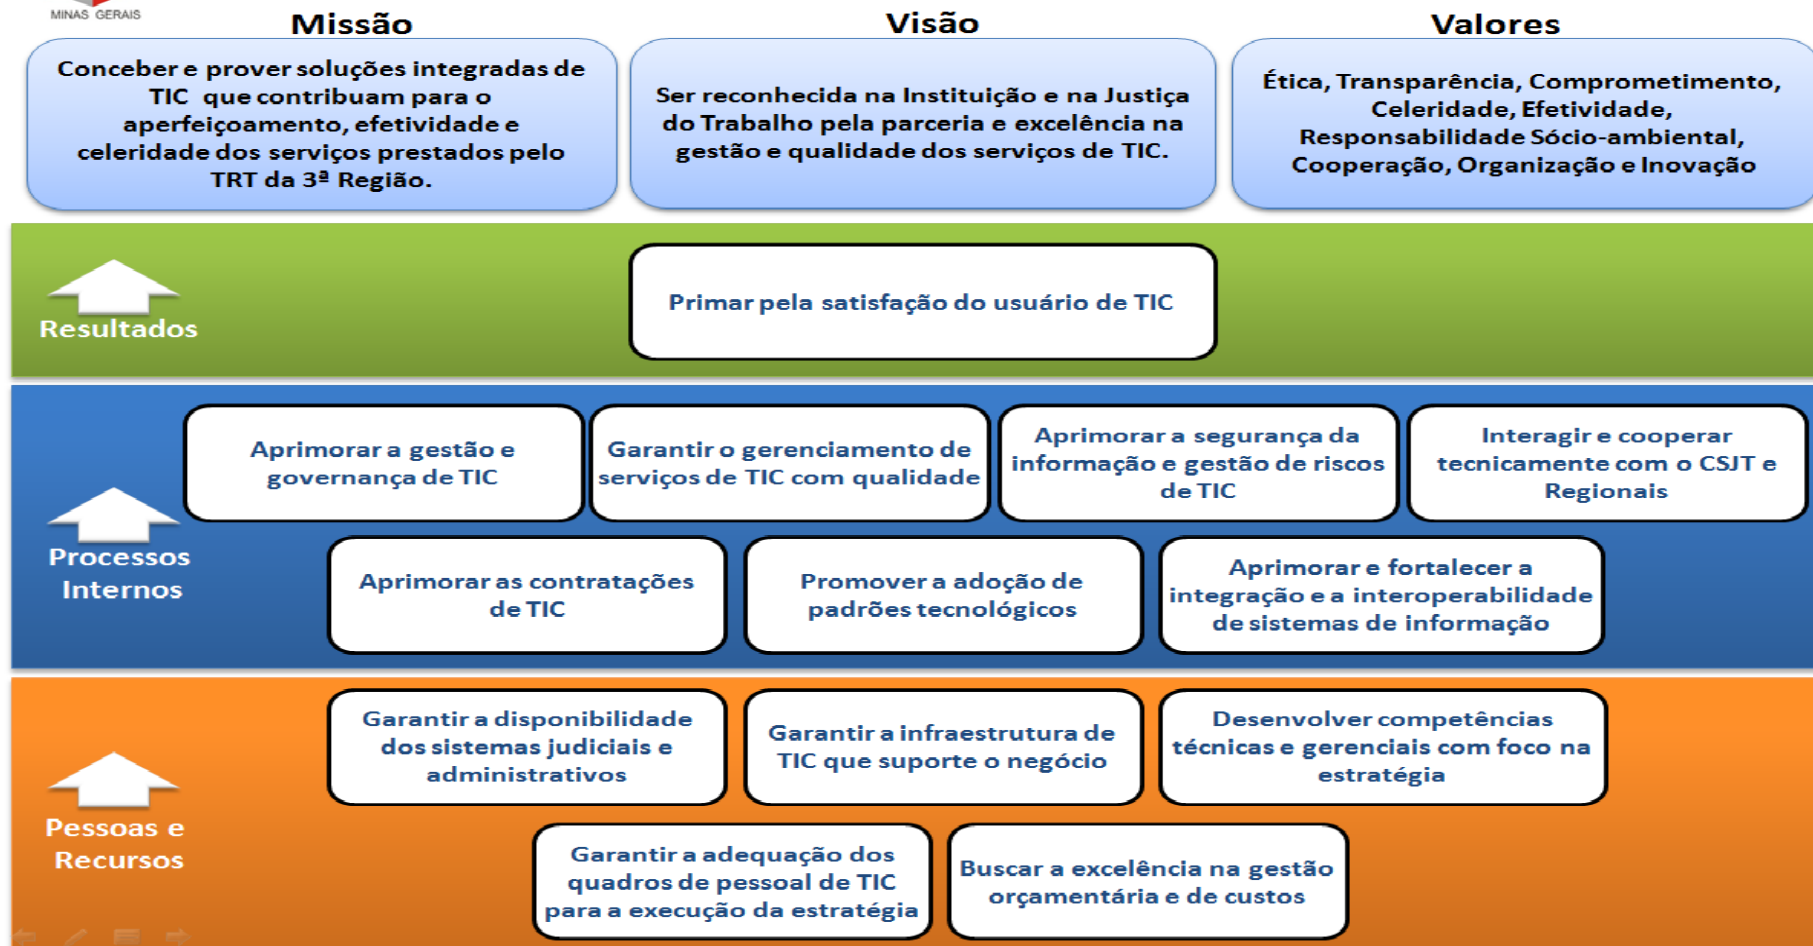 MINAS GERAIS
Missão
Conceber e prover soluções integradas de
TIC que contribuam para o
aperfeiçoamento, efetividade e
celeridade dos serviços prestados pelo
TRT da 3ª Região.
Visão
Ser reconhecida na Instituição e na Justiça
do Trabalho pela parceria e excelência na
gestão e qualidade dos serviços de TIC.
Valores
Ética, Transparência, Comprometimento,
Celeridade, Efetividade,
Responsabilidade Sócio-ambiental,
Cooperação, Organização e Inovação
Resultados
Primar pela satisfação do usuário de TIC
Processos
Internos
Aprimorar a gestão e
governança de TIC
Garantir o gerenciamento de
serviços de TIC com qualidade
Aprimorar a segurança da
informação e gestão de riscos
de TIC
Interagir e cooperar
tecnicamente com o CSJT e
Regionais
Aprimorar as contratações
de TIC
Promover a adoção de
padrões tecnológicos
Aprimorar e fortalecer a
integração e a interoperabilidade
de sistemas de informação
Pessoas e
Recursos
Garantir a disponibilidade
dos sistemas judiciais e
administrativos
Garantir a infraestrutura de
TIC que suporte o negócio
Desenvolver competências
técnicas e gerenciais com foco na
estratégia
Garantir a adequação dos
quadros de pessoal de TIC
para a execução da estratégia
Buscar a excelência na gestão
orçamentária e de custos